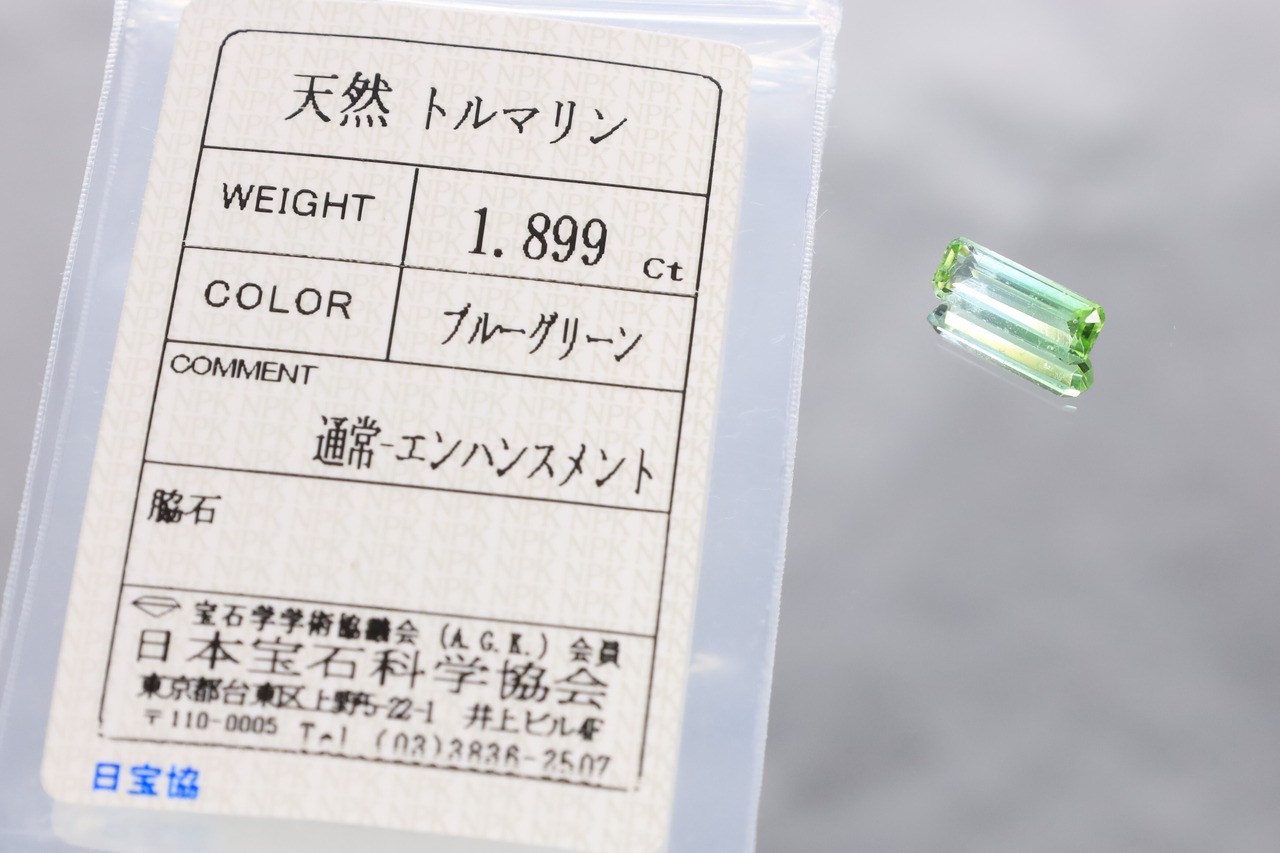 天然 トルマリン
WEIGHT 1.899 Ct
COLOR ブルーグリーン
COMMENT
通常-エンハンスメント
脇石
宝石学学術協議会 (A.G.K.) 会員
日本宝石科学協会
東京都台東区上野5-22-1 井上ビル4F
〒110-0005 Tel (03)3836-2507
日宝協